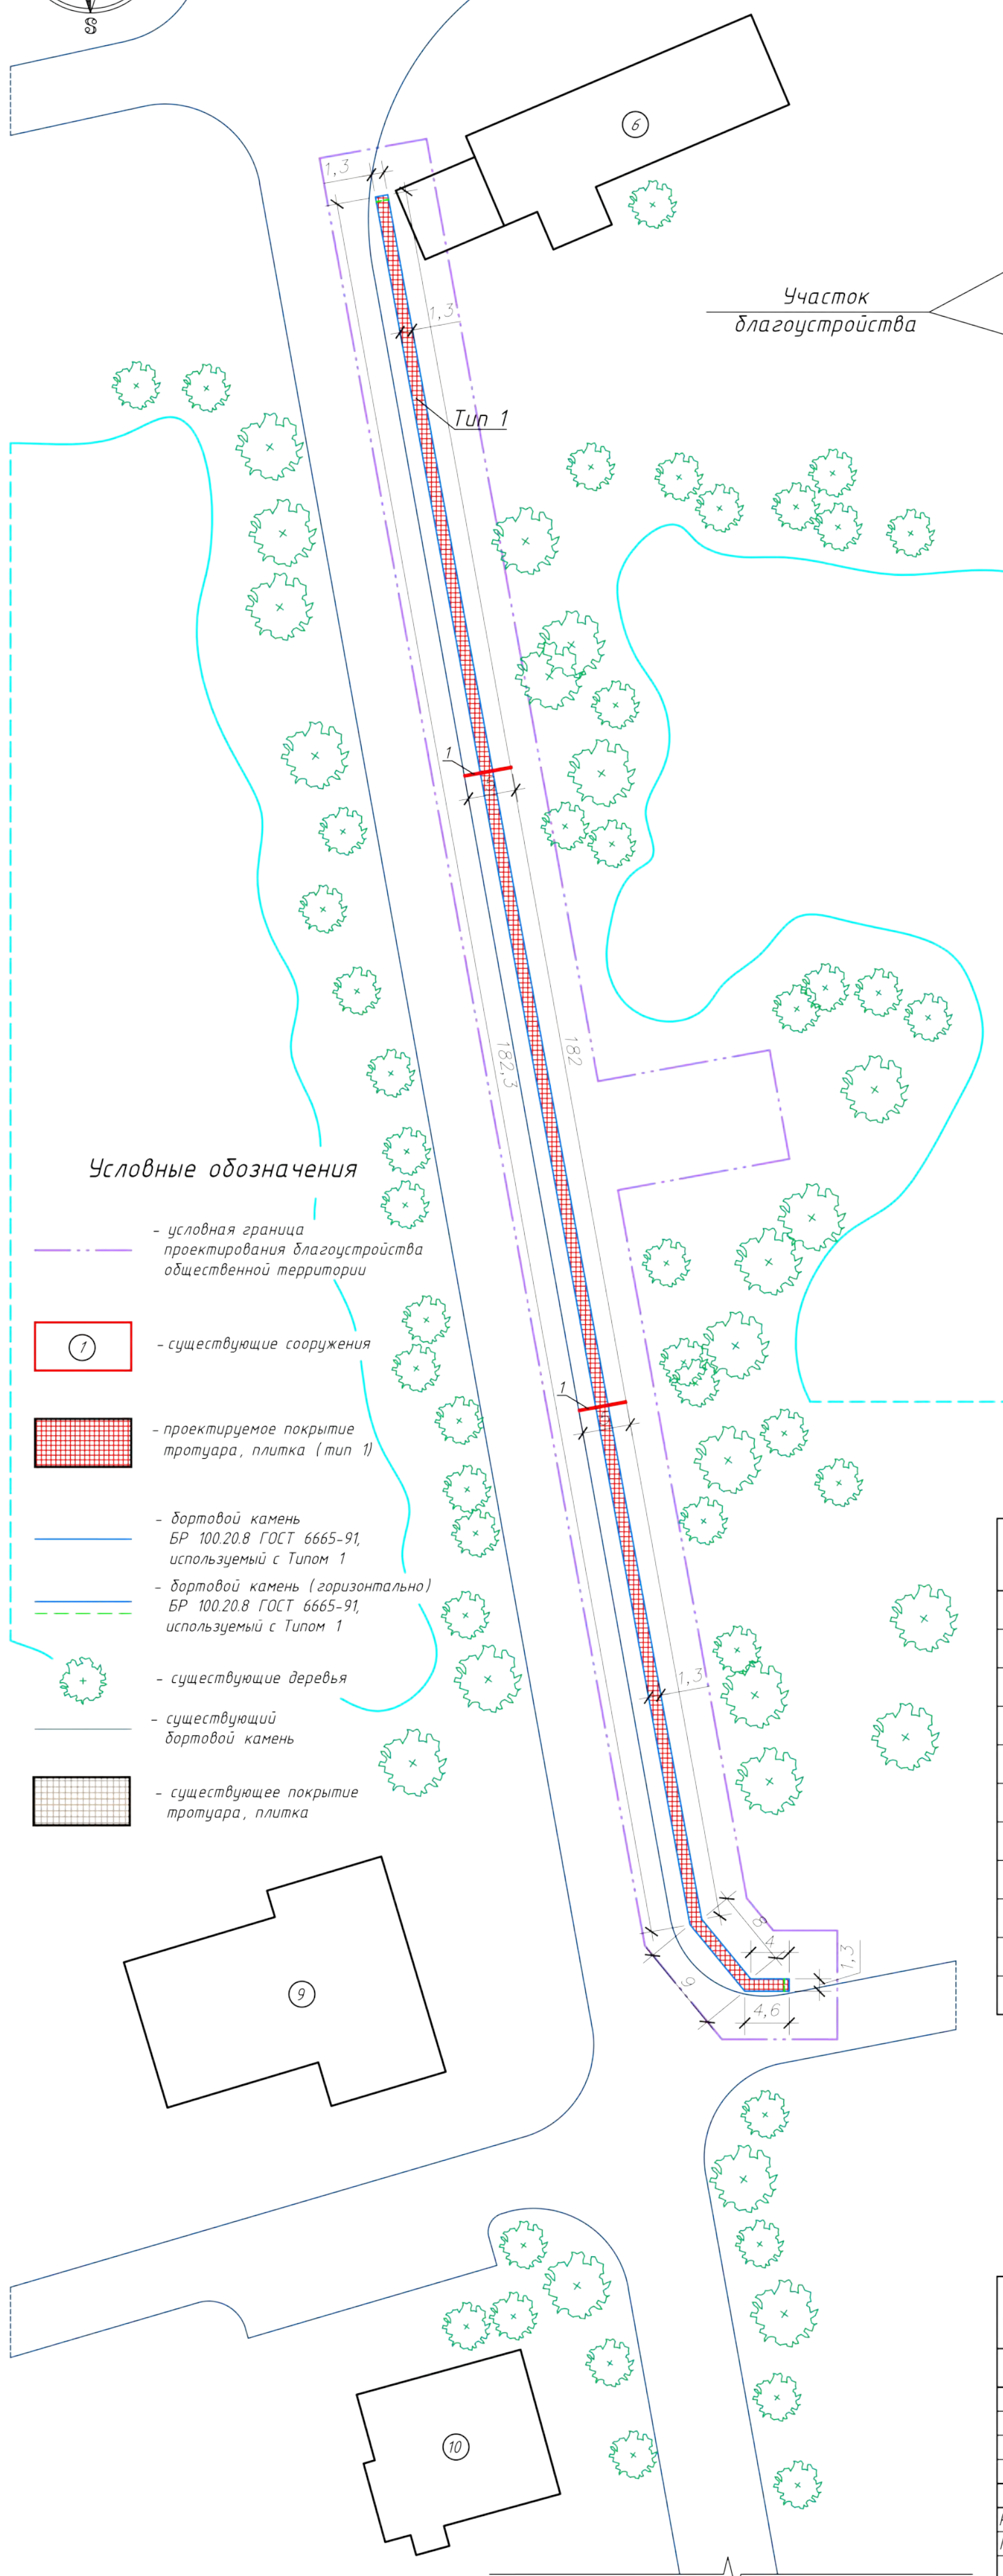 S
6
1,3
Участок
благоустройства
1,3
Тип 1
1
182,3
182
Условные обозначения
- условная граница
проектирования благоустройства
общественной территории
1
- существующие сооружения
1
- проектируемое покрытие
тротуара, плитка (тип 1)
- бортовой камень
БР 100.20.8 ГОСТ 6665-91,
используемый с Типом 1
- бортовой камень (горизонтально)
БР 100.20.8 ГОСТ 6665-91,
используемый с Типом 1
- существующие деревья
1,3
- существующий
бортовой камень
- существующее покрытие
тротуара, плитка
8
4
1,3
9
9
4,6
10